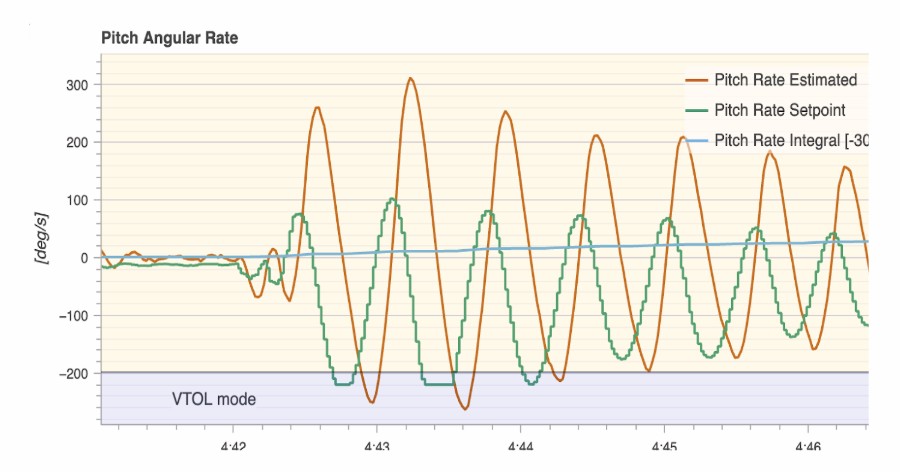 Pitch Angular Rate
Pitch Rate Estimated
Pitch Rate Setpoint
Pitch Rate Integral [-30
300
200
100
0
−100
−200
[deg/s]
VTOL mode
4:42
4:43
4:44
4:45
4:46